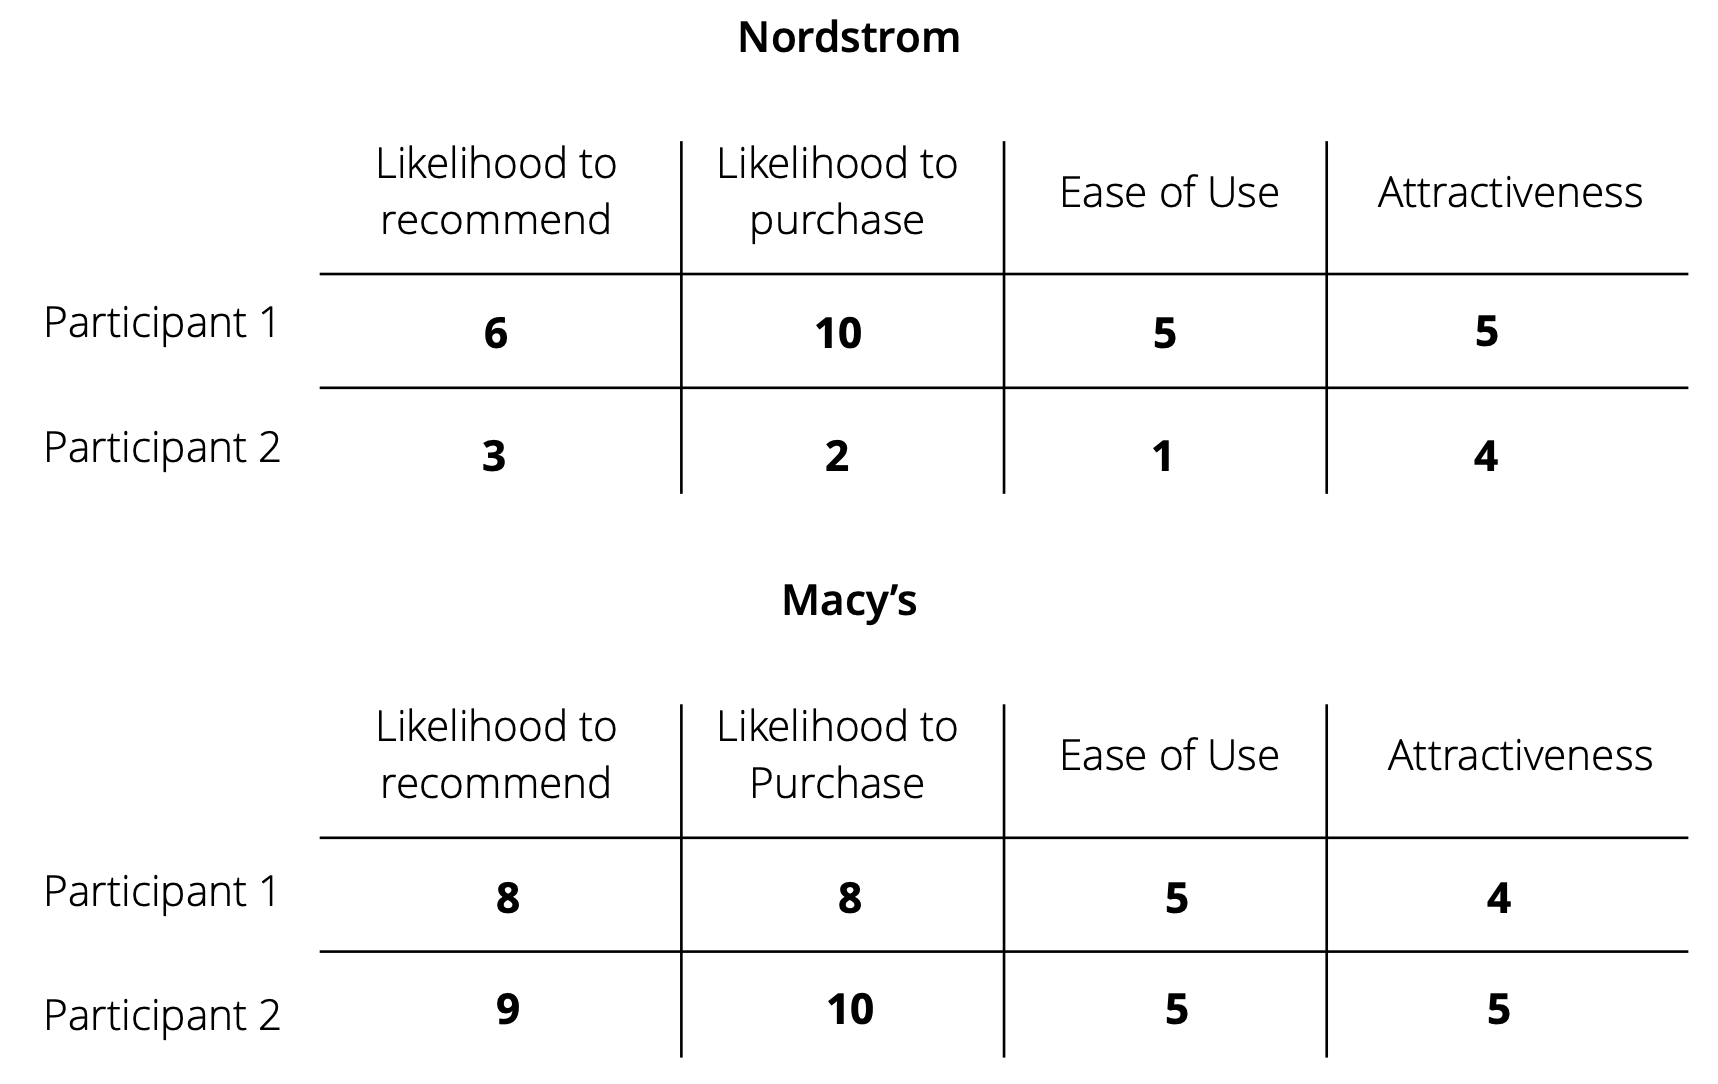 Nordstrom
Likelihood to recommend Likelihood to purchase Ease of Use Attractiveness
Participant 1 6 10 5 5
Participant 2 3 2 1 4
Macy’s
Likelihood to recommend Likelihood to Purchase Ease of Use Attractiveness
Participant 1 8 8 5 4
Participant 2 9 10 5 5